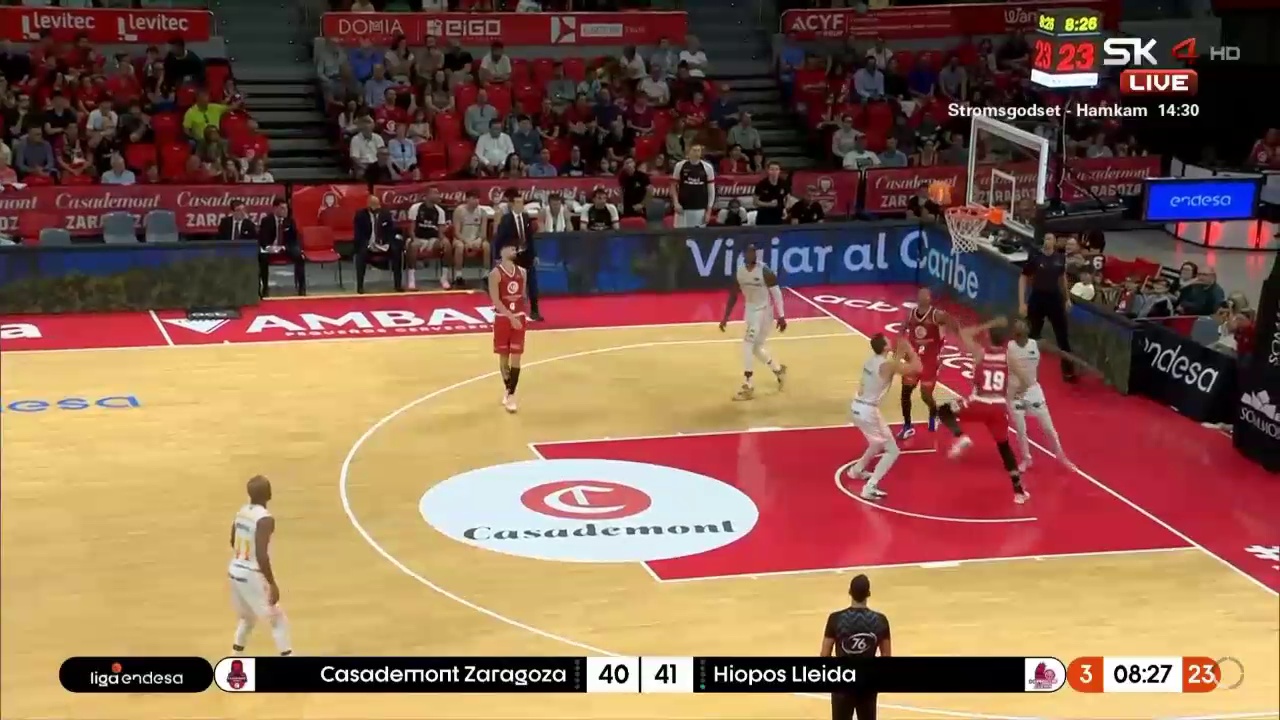 Levitec Levitec
DOMIA EiGO
ACYF
8:26
23 23
SK 4 HD
LIVE
Stromsgodset - Hamkam 14:30
Casademont Casademont Casademont
ZARAGOZA
Casademont
ZARAGOZA
endesa
Viajar al Caribe
AMBAR
endesa
19
endesa
Casademont
11
76
liga endesa
Casademont Zaragoza 40 41 Hiopos Lleida
3 08:27 23